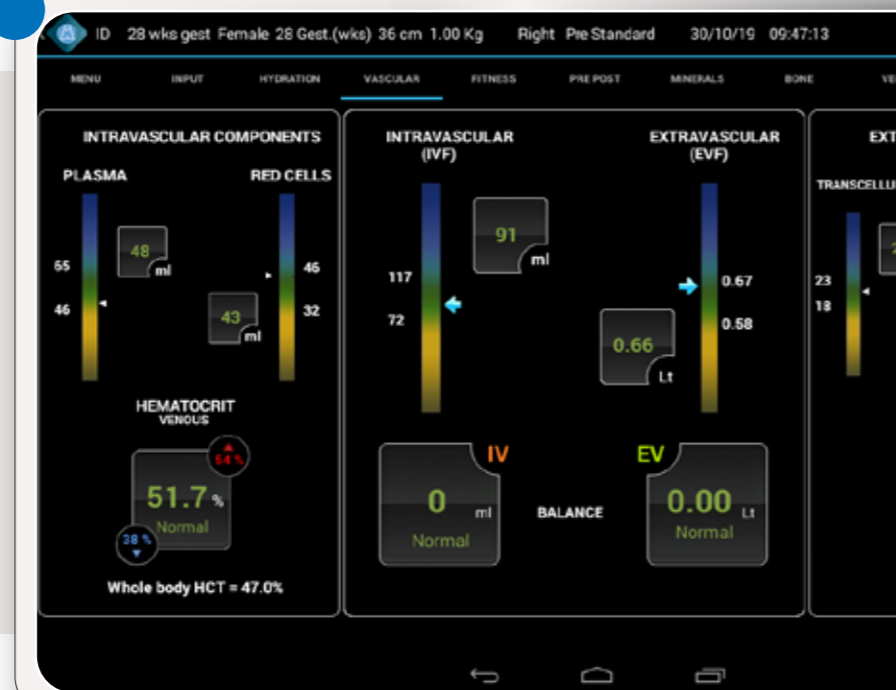 ID 28 wks gest Female 28 Gest.(wks) 36 cm 1.00 Kg Right Pre Standard 30/10/19 09:47:13
MENU INPUT HYDRATION VASCULAR FITNESS PRE POST MINERALS BONE VE
INTRAVASCULAR COMPONENTS
PLASMA RED CELLS
48 ml
55
46
46
32
43 ml
HEMATOCRIT
VENOUS
54 %
51.7 %
Normal
38 %
Whole body HCT = 47.0%
INTRAVASCULAR
(IVF)
EXTRAVASCULAR
(EVF)
91 ml
117
72
0.67
0.58
0.66 Lt
IV EV
0 ml
Normal
BALANCE
0.00 Lt
Normal
EXT
TRANSCELLU
23
18